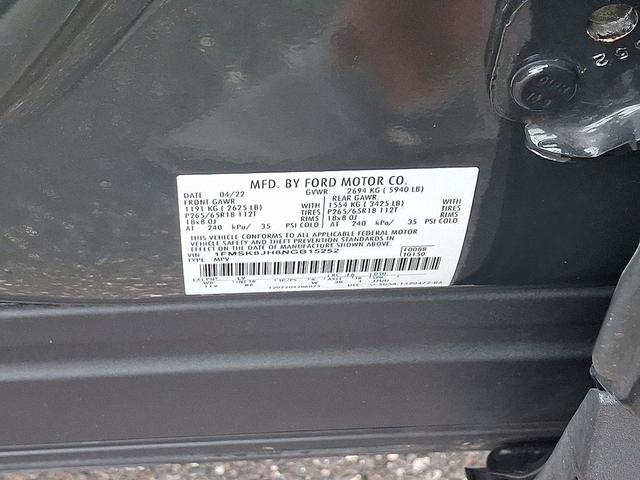 MFD. BY FORD MOTOR CO.
DATE 04/22 GVWR: 2694 KG ( 5940 LB)
FRONT GAWR REAR GAWR
1191 KG ( 2625 LB) WITH 1554 KG ( 3425 LB) WITH
P265/65R18 112T TIRES P265/65R18 112T TIRES
18x8.0J RIMS 18x8.0J RIMS
AT 240 kPa/ 35 PSI COLD AT 240 kPa/ 35 PSI COLD
THIS VEHICLE CONFORMS TO ALL APPLICABLE FEDERAL MOTOR
VEHICLE SAFETY AND THEFT PREVENTION STANDARDS IN
EFFECT ON THE DATE OF MANUFACTURE SHOWN ABOVE.
VIN 1FMSK8JH8NGB15252 F0088
TYPE MPV T0150